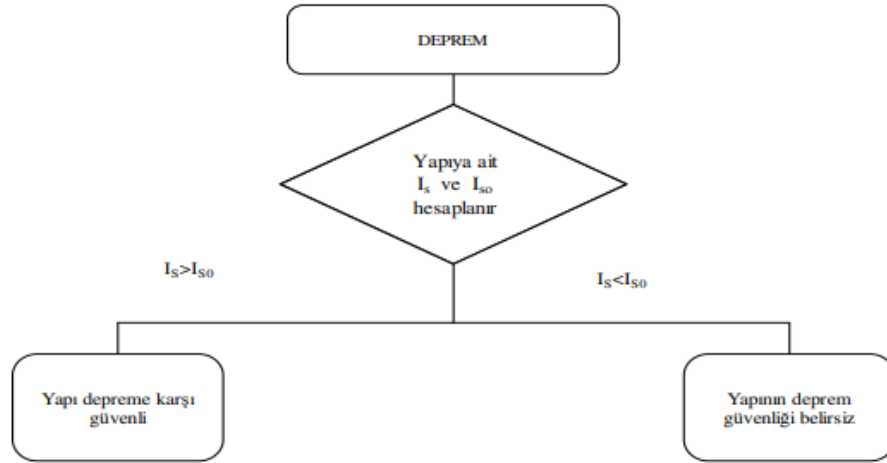 DEPREM
Yapıya ait
Is ve Iso
hesaplanır
IS>IS0
IS<IS0
Yapı depreme karşı
güvenli
Yapının deprem
güvenliği belirsiz